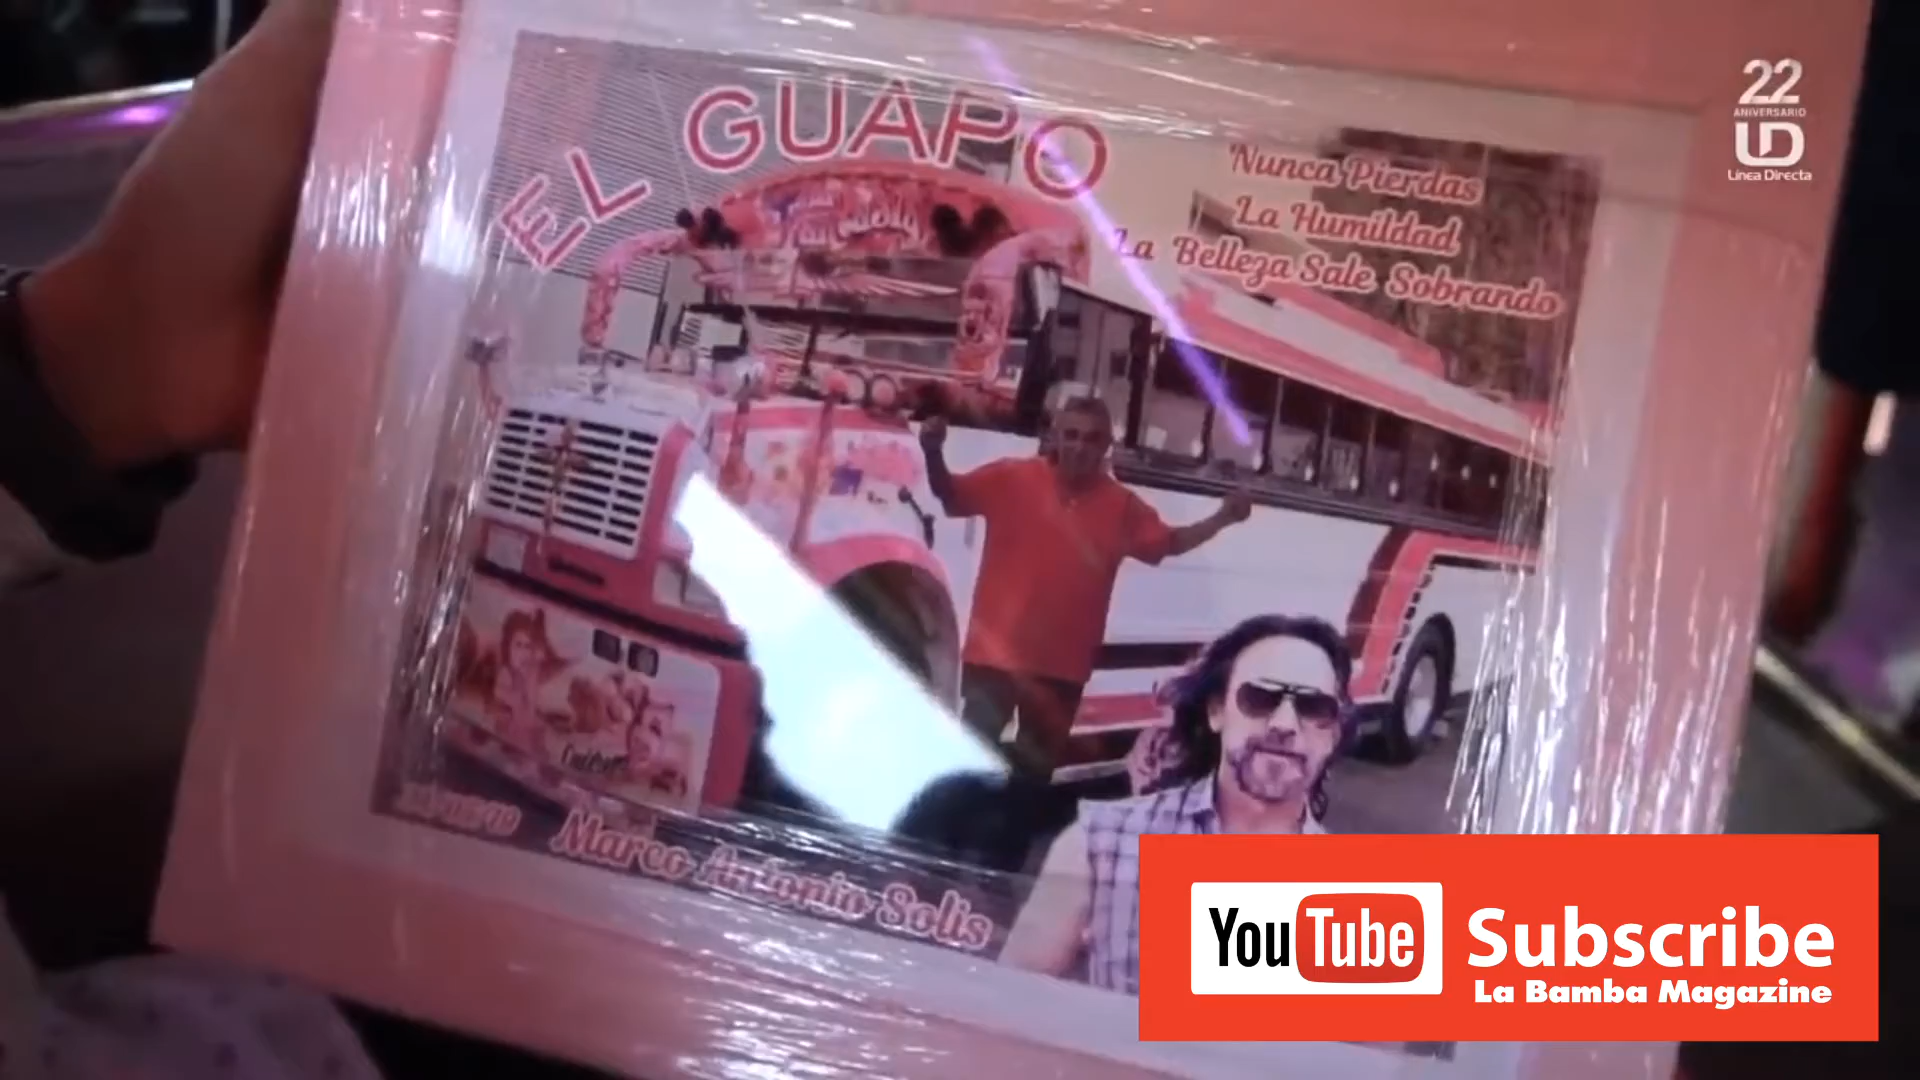 EL GUAPO
Nunca Pierdas
La Humildad
La Belleza Sale Sobrando
Marco Antonio Solis
22
ANIVERSARIO
LD
Línea Directa
YouTube
Subscribe
La Bamba Magazine